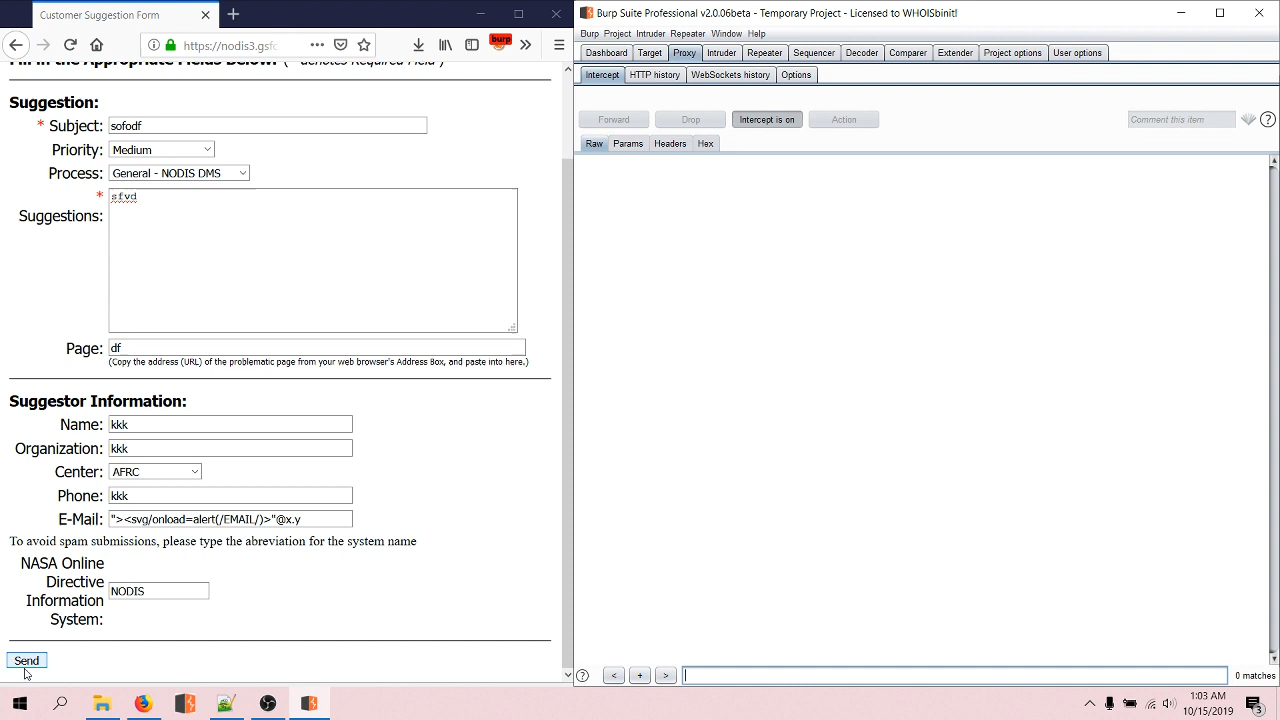 Customer Suggestion Form
https://nodis3.gsfc
burp
Fill in the Appropriate Fields Below: ( * denotes Required Field )
Suggestion:
* Subject: sofodf
Priority: Medium
Process: General - NODIS DMS
* Suggestions: sfvd
Page: df
(Copy the address (URL) of the problematic page from your web browser's Address Box, and paste into here.)
Suggestor Information:
Name: kkk
Organization: kkk
Center: AFRC
Phone: kkk
E-Mail: "><svg/onload=alert(/EMAIL/)>"@x.y
To avoid spam submissions, please type the abreviation for the system name
NASA Online
Directive
Information
System:
NODIS
Send
Burp Suite Professional v2.0.06beta - Temporary Project - Licensed to WHOISbinit!
Burp Project Intruder Repeater Window Help
Dashboard Target Proxy Intruder Repeater Sequencer Decoder Comparer Extender Project options User options
Intercept HTTP history WebSockets history Options
Forward Drop Intercept is on Action Comment this item ?
Raw Params Headers Hex
? < + > 0 matches
1:03 AM
10/15/2019
3